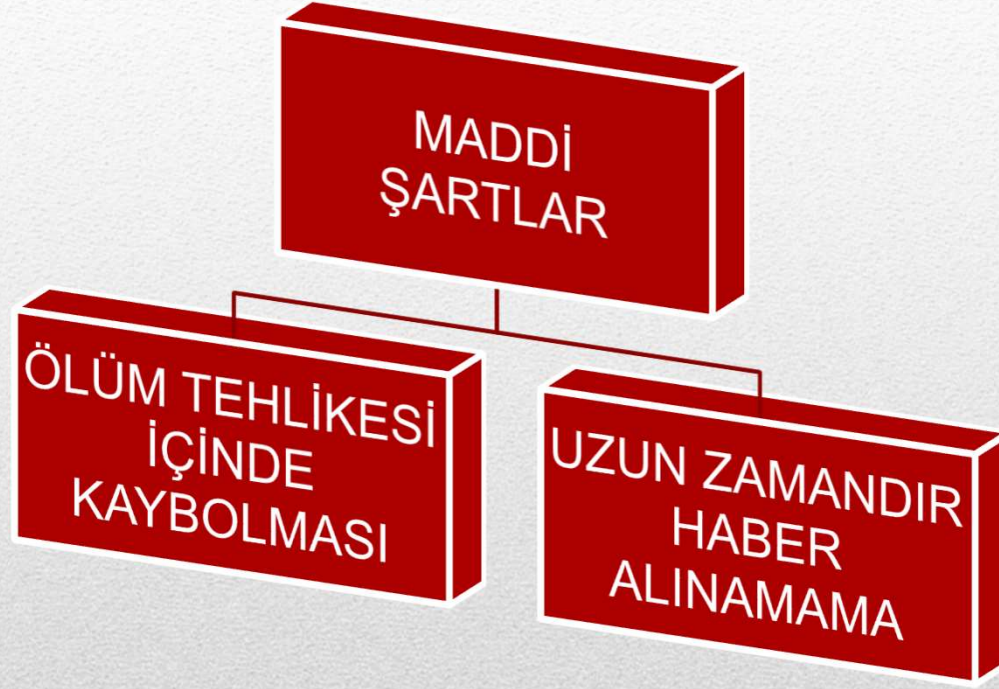 MADDİ
ŞARTLAR
ÖLÜM TEHLİKESİ
İÇİNDE
KAYBOLMASI
UZUN ZAMANDIR
HABER
ALINAMAMA